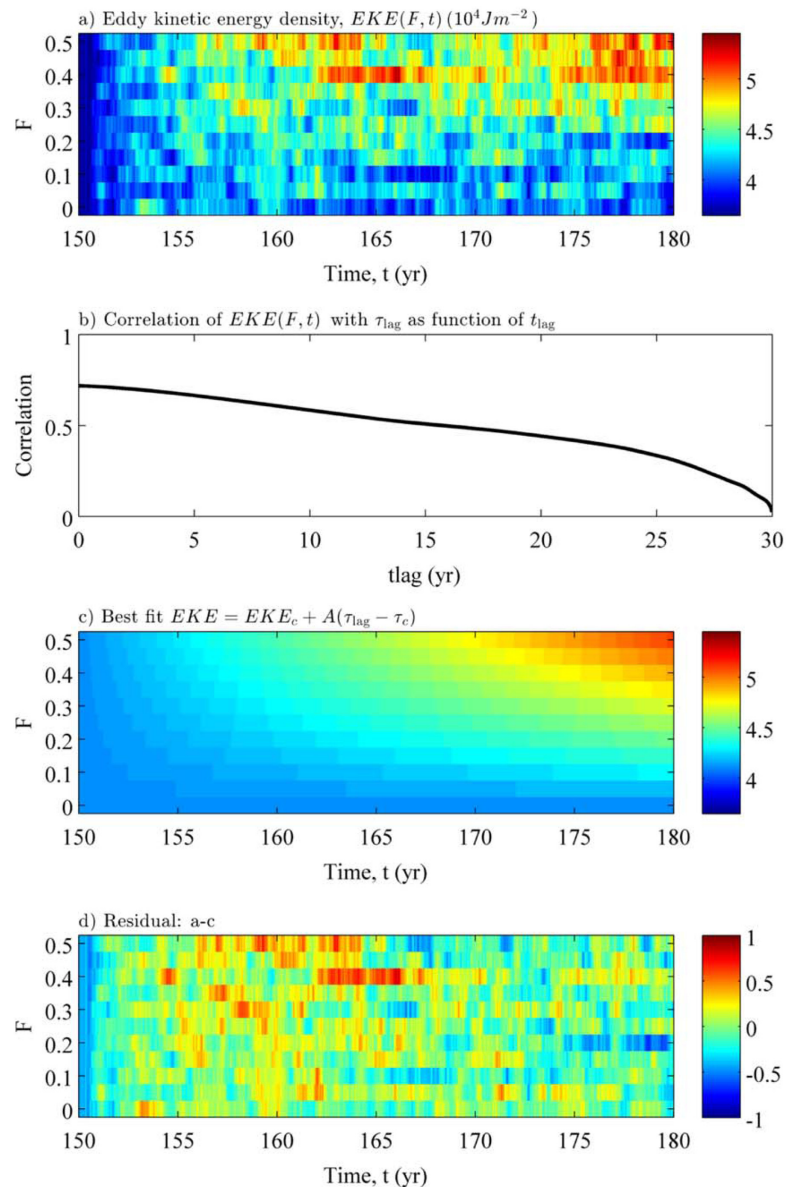 a) Eddy kinetic energy density, EKE(F, t) (10⁴Jm⁻²)
0.5
0.4
0.3
0.2
0.1
0
F
150 155 160 165 170 175 180
Time, t (yr)
5
4.5
4
b) Correlation of EKE(F, t) with τ_lag as function of t_lag
1
0.5
0
Correlation
0 5 10 15 20 25 30
tlag (yr)
c) Best fit EKE = EKE_c + A(τ_lag − τ_c)
0.5
0.4
0.3
0.2
0.1
0
F
150 155 160 165 170 175 180
Time, t (yr)
5
4.5
4
d) Residual: a-c
0.5
0.4
0.3
0.2
0.1
0
F
150 155 160 165 170 175 180
Time, t (yr)
1
0.5
0
-0.5
-1